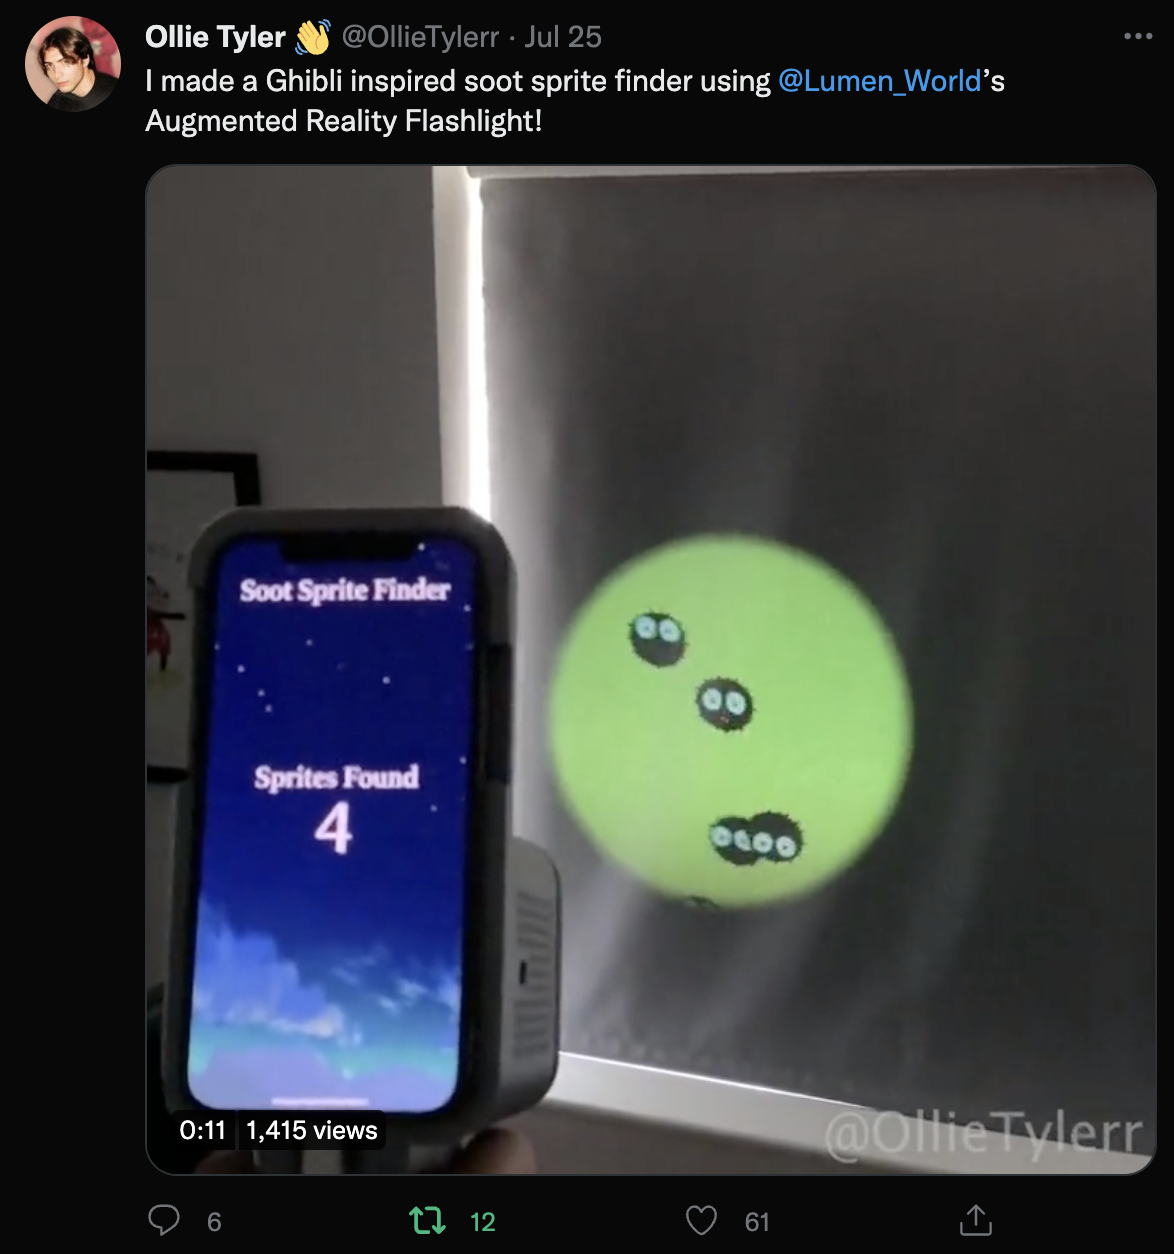 Ollie Tyler 👋 @OllieTylerr · Jul 25
I made a Ghibli inspired soot sprite finder using @Lumen_World’s
Augmented Reality Flashlight!
Soot Sprite Finder
Sprites Found
4
0:11 1,415 views
@OllieTylerr
6 12 61